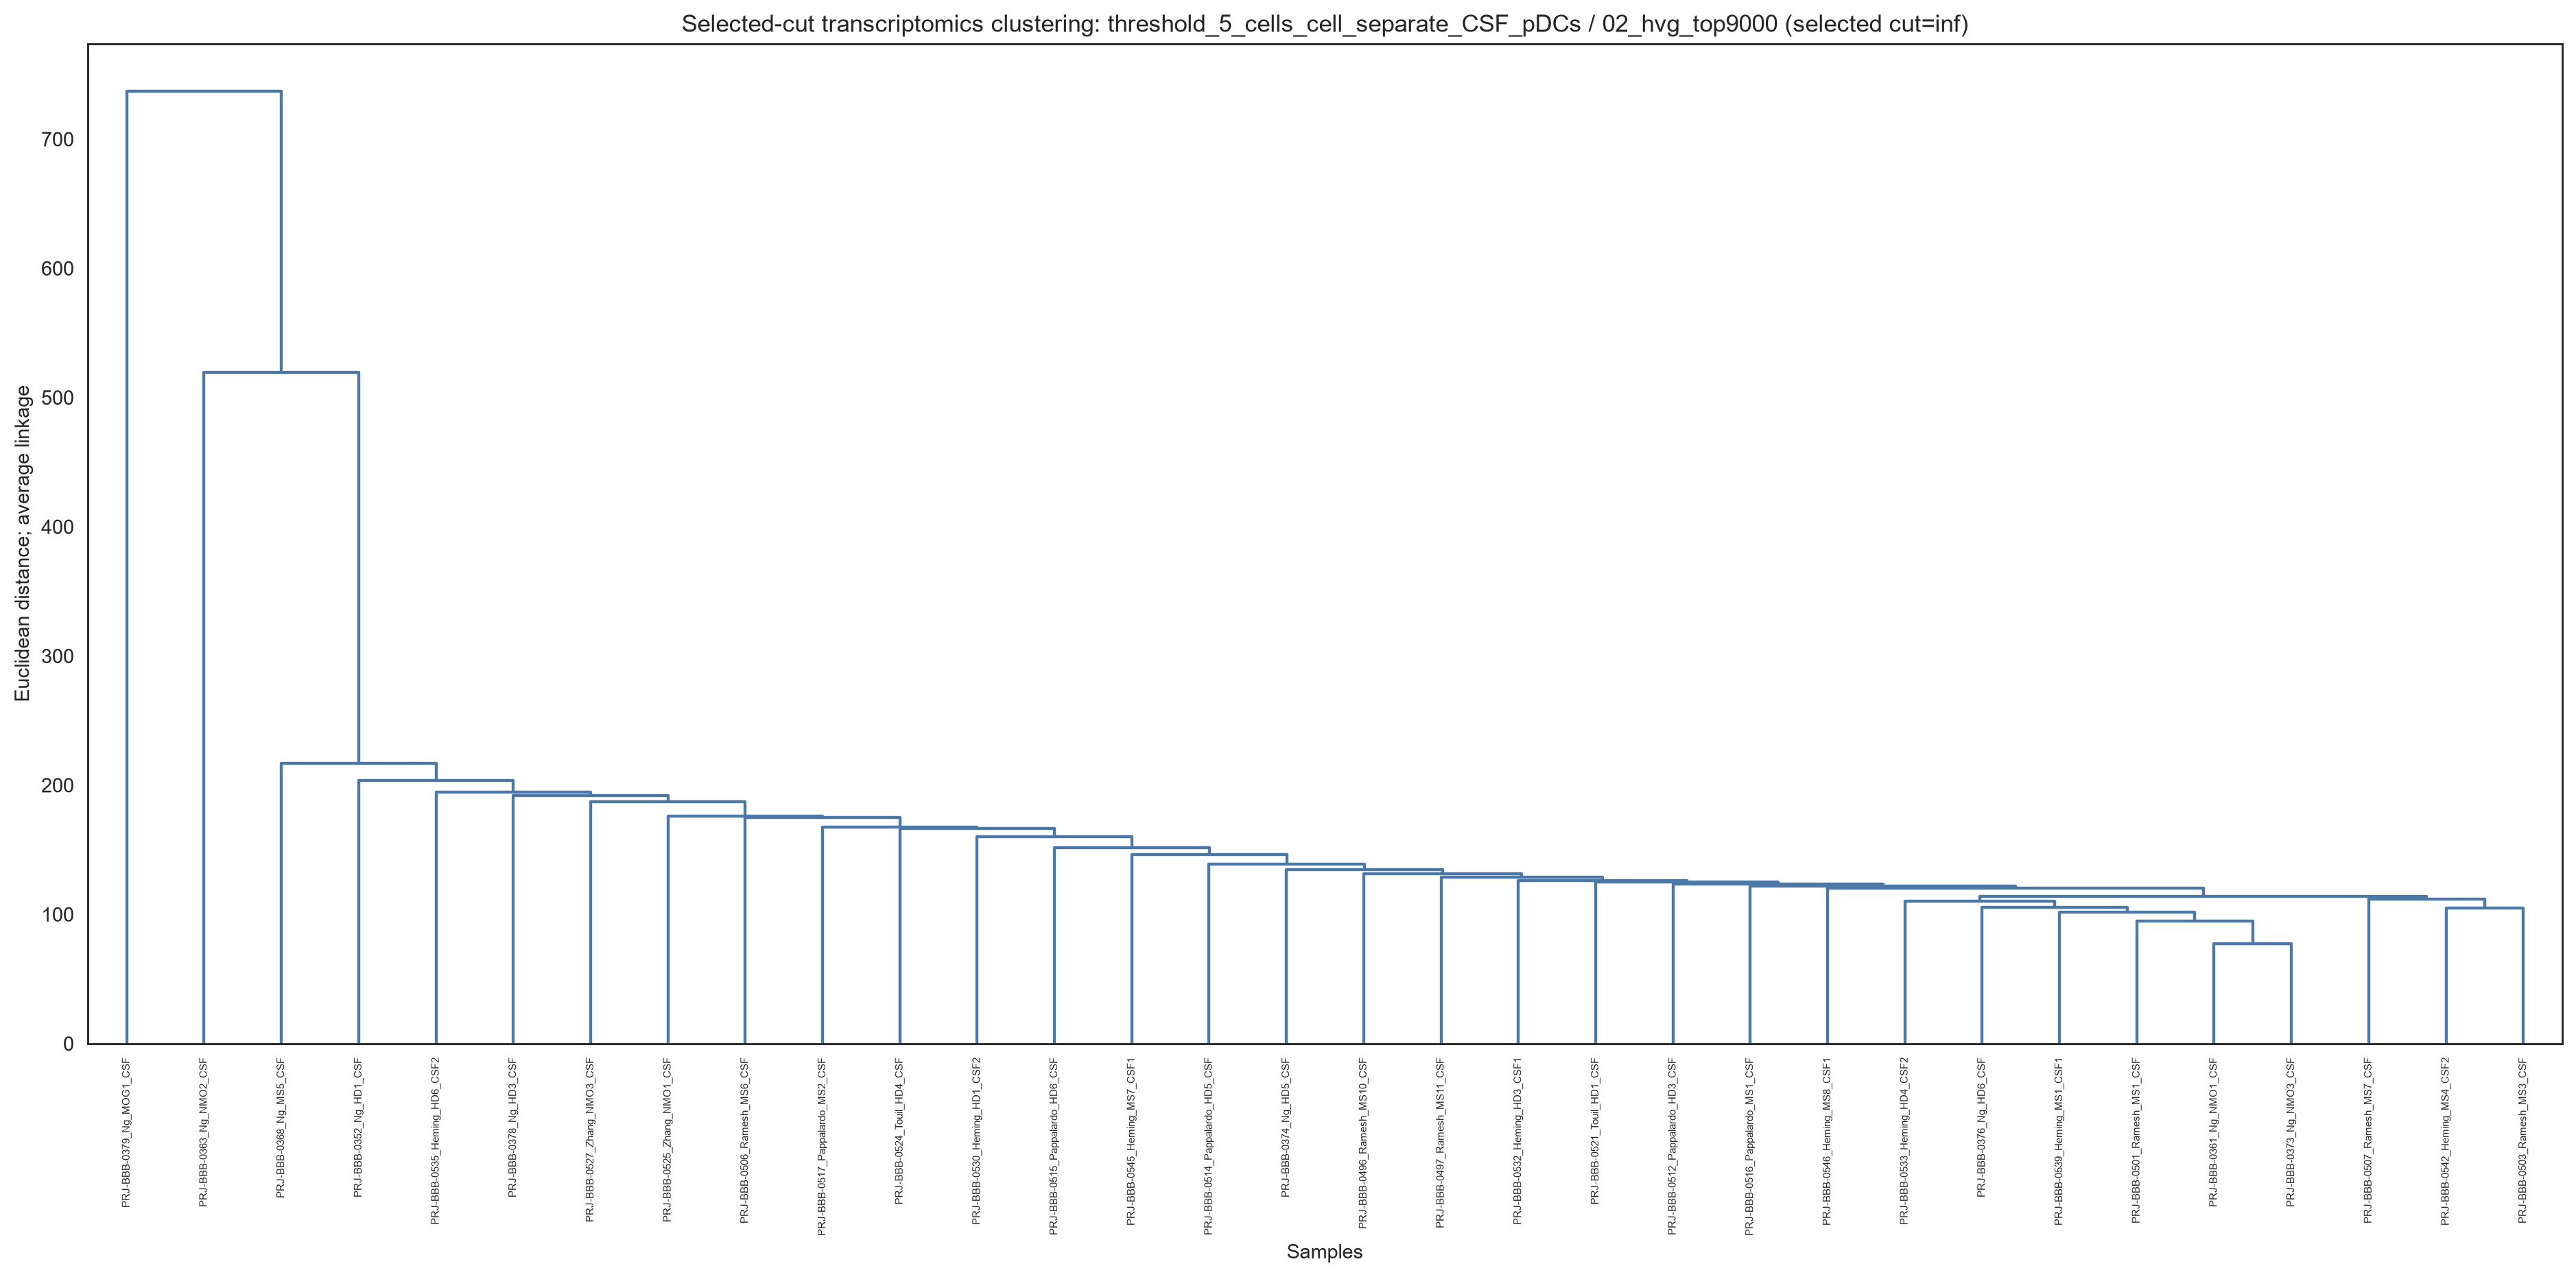 Selected-cut transcriptomics clustering: threshold_5_cells_cell_separate_CSF_pDCs / 02_hvg_top9000 (selected cut=inf)
Euclidean distance; average linkage
700
600
500
400
300
200
100
0
PRJ-BBB-0379_Ng_MOG1_CSF
PRJ-BBB-0363_Ng_NMO2_CSF
PRJ-BBB-0368_Ng_MS5_CSF
PRJ-BBB-0352_Ng_HD1_CSF
PRJ-BBB-0535_Heming_HD6_CSF2
PRJ-BBB-0378_Ng_HD3_CSF
PRJ-BBB-0527_Zhang_NMO3_CSF
PRJ-BBB-0525_Zhang_NMO1_CSF
PRJ-BBB-0506_Ramesh_MS6_CSF
PRJ-BBB-0517_Pappalardo_MS2_CSF
PRJ-BBB-0524_Touil_HD4_CSF
PRJ-BBB-0530_Heming_HD1_CSF2
PRJ-BBB-0515_Pappalardo_HD6_CSF
PRJ-BBB-0545_Heming_MS7_CSF1
PRJ-BBB-0514_Pappalardo_HD5_CSF
PRJ-BBB-0374_Ng_HD5_CSF
PRJ-BBB-0496_Ramesh_MS10_CSF
PRJ-BBB-0497_Ramesh_MS11_CSF
PRJ-BBB-0532_Heming_HD3_CSF1
PRJ-BBB-0521_Touil_HD1_CSF
PRJ-BBB-0512_Pappalardo_HD3_CSF
PRJ-BBB-0516_Pappalardo_MS1_CSF
PRJ-BBB-0546_Heming_MS8_CSF1
PRJ-BBB-0533_Heming_HD4_CSF2
PRJ-BBB-0376_Ng_HD6_CSF
PRJ-BBB-0539_Heming_MS1_CSF1
PRJ-BBB-0501_Ramesh_MS1_CSF
PRJ-BBB-0361_Ng_NMO1_CSF
PRJ-BBB-0373_Ng_NMO3_CSF
PRJ-BBB-0507_Ramesh_MS7_CSF
PRJ-BBB-0542_Heming_MS4_CSF2
PRJ-BBB-0503_Ramesh_MS3_CSF
Samples